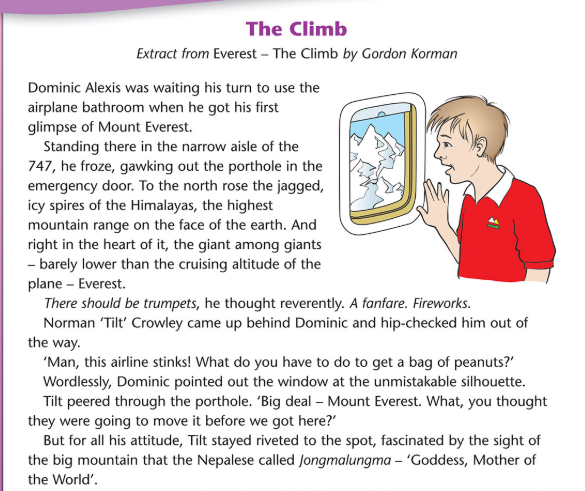 The Climb
Extract from Everest – The Climb by Gordon Korman
Dominic Alexis was waiting his turn to use the
airplane bathroom when he got his first
glimpse of Mount Everest.
Standing there in the narrow aisle of the
747, he froze, gawking out the porthole in the
emergency door. To the north rose the jagged,
icy spires of the Himalayas, the highest
mountain range on the face of the earth. And
right in the heart of it, the giant among giants
– barely lower than the cruising altitude of the
plane – Everest.
There should be trumpets, he thought reverently. A fanfare. Fireworks.
Norman ‘Tilt’ Crowley came up behind Dominic and hip-checked him out of
the way.
‘Man, this airline stinks! What do you have to do to get a bag of peanuts?’
Wordlessly, Dominic pointed out the window at the unmistakable silhouette.
Tilt peered through the porthole. ‘Big deal – Mount Everest. What, you thought
they were going to move it before we got here?’
But for all his attitude, Tilt stayed riveted to the spot, fascinated by the sight of
the big mountain that the Nepalese called Jongmalungma – ‘Goddess, Mother of
the World’.